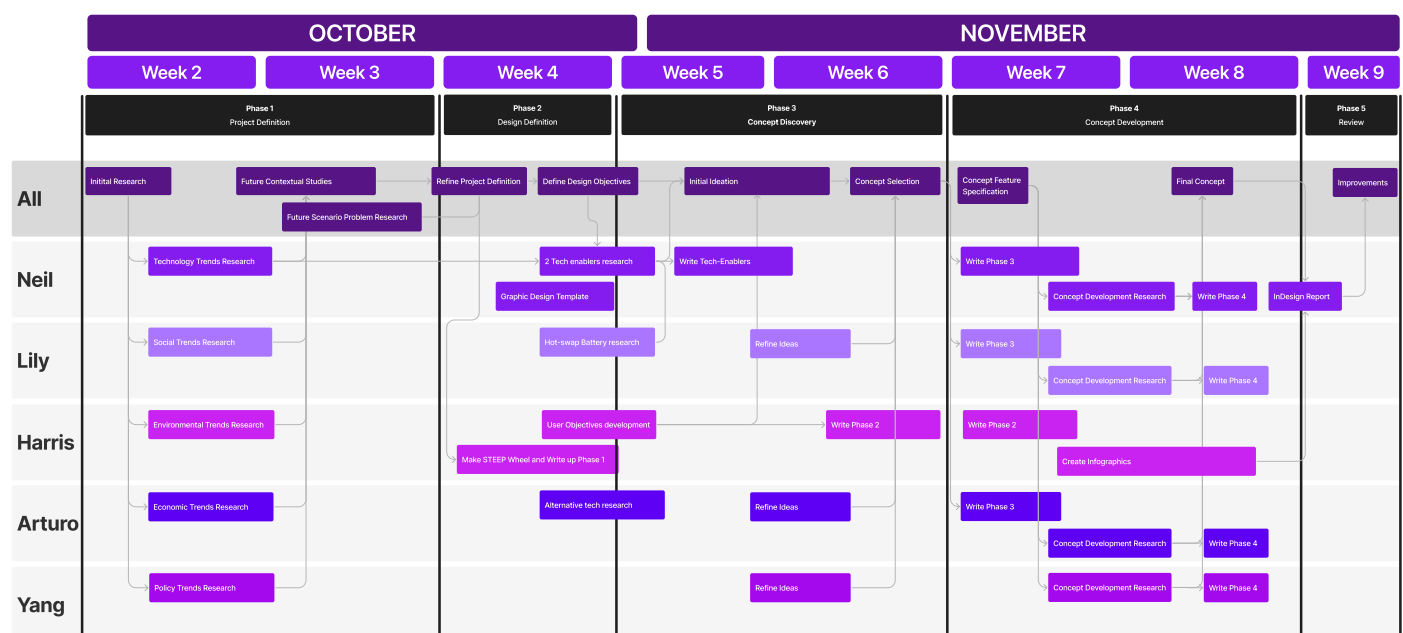 OCTOBER
NOVEMBER
Week 2
Week 3
Week 4
Week 5
Week 6
Week 7
Week 8
Week 9
Phase 1
Project Definition
Phase 2
Design Definition
Phase 3
Concept Discovery
Phase 4
Concept Development
Phase 5
Review
All
Initital Research
Future Contextual Studies
Refine Project Definition
Define Design Objectives
Initial Ideation
Concept Selection
Concept Feature
Specification
Final Concept
Improvements
Future Scenario Problem Research
Neil
Technology Trends Research
2 Tech enablers research
Write Tech-Enablers
Write Phase 3
Graphic Design Template
Concept Development Research
Write Phase 4
InDesign Report
Lily
Social Trends Research
Hot-swap Battery research
Refine Ideas
Write Phase 3
Concept Development Research
Write Phase 4
Harris
Environmental Trends Research
User Objectives development
Write Phase 2
Write Phase 2
Make STEEP Wheel and Write up Phase 1
Create Infographics
Arturo
Economic Trends Research
Alternative tech research
Refine Ideas
Write Phase 3
Concept Development Research
Write Phase 4
Yang
Policy Trends Research
Refine Ideas
Concept Development Research
Write Phase 4